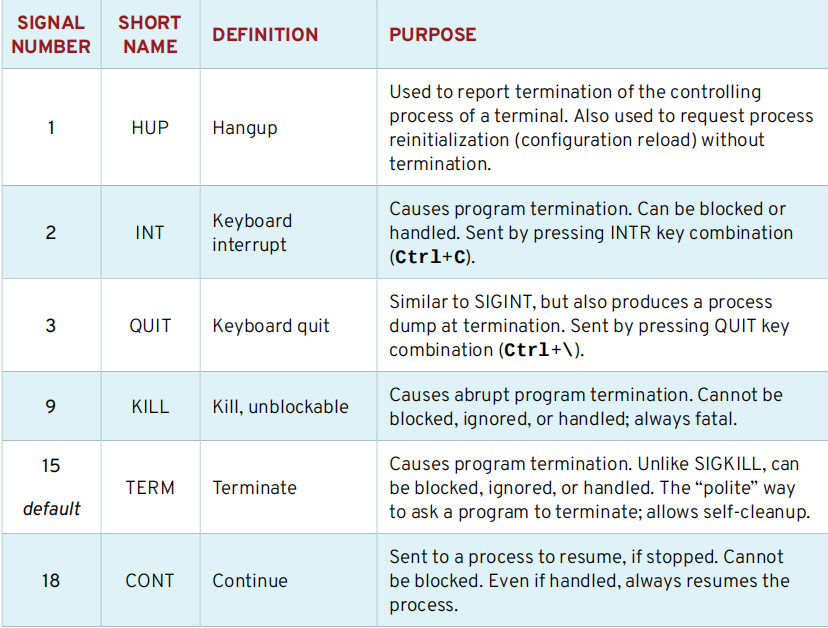 SIGNAL NUMBER
SHORT NAME
DEFINITION
PURPOSE
1
HUP
Hangup
Used to report termination of the controlling
process of a terminal. Also used to request process
reinitialization (configuration reload) without
termination.
2
INT
Keyboard
interrupt
Causes program termination. Can be blocked or
handled. Sent by pressing INTR key combination
(Ctrl+C).
3
QUIT
Keyboard quit
Similar to SIGINT, but also produces a process
dump at termination. Sent by pressing QUIT key
combination (Ctrl+\).
9
KILL
Kill, unblockable
Causes abrupt program termination. Cannot be
blocked, ignored, or handled; always fatal.
15
default
TERM
Terminate
Causes program termination. Unlike SIGKILL, can
be blocked, ignored, or handled. The “polite” way
to ask a program to terminate; allows self-cleanup.
18
CONT
Continue
Sent to a process to resume, if stopped. Cannot
be blocked. Even if handled, always resumes the
process.